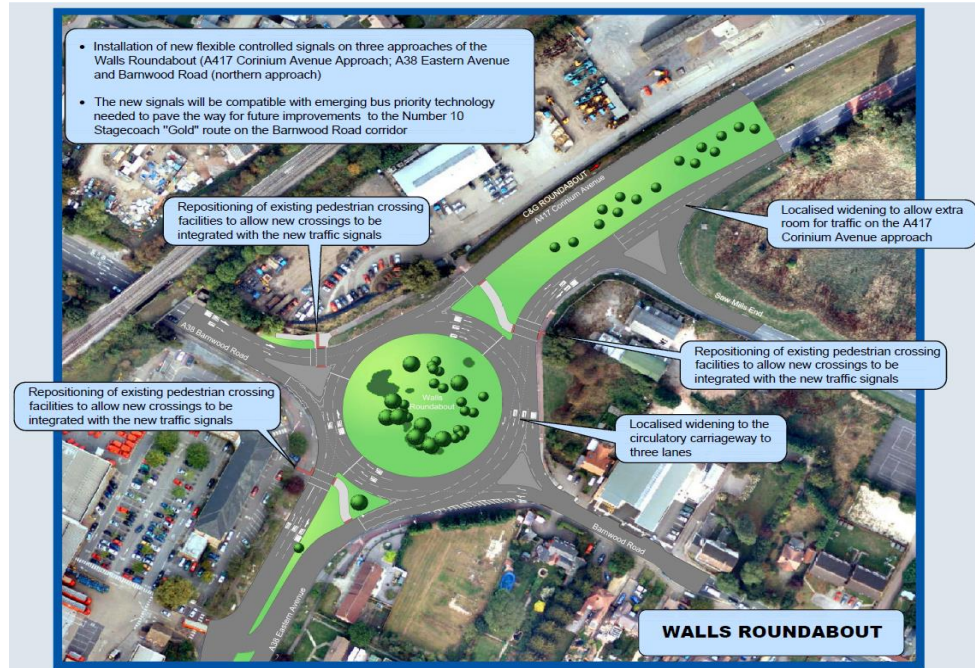 • Installation of new flexible controlled signals on three approaches of the
Walls Roundabout (A417 Corinium Avenue Approach; A38 Eastern Avenue
and Barnwood Road (northern approach)
• The new signals will be compatible with emerging bus priority technology
needed to pave the way for future improvements to the Number 10
Stagecoach "Gold" route on the Barnwood Road corridor
Repositioning of existing pedestrian crossing
facilities to allow new crossings to be
integrated with the new traffic signals
C&G ROUNDABOUT
A417 Corinium Avenue
Localised widening to allow extra
room for traffic on the A417
Corinium Avenue approach
Saw Mills End
A38 Barnwood Road
Repositioning of existing pedestrian crossing
facilities to allow new crossings to be
integrated with the new traffic signals
Repositioning of existing pedestrian crossing
facilities to allow new crossings to be
integrated with the new traffic signals
Walls
Roundabout
Localised widening to the
circulatory carriageway to
three lanes
Barnwood Road
A38 Eastern Avenue
WALLS ROUNDABOUT